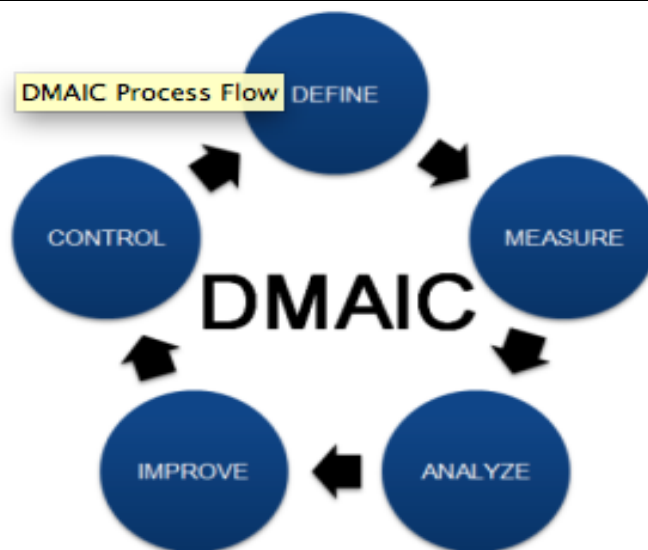 DMAIC Process Flow
DEFINE
CONTROL
MEASURE
DMAIC
IMPROVE
ANALYZE